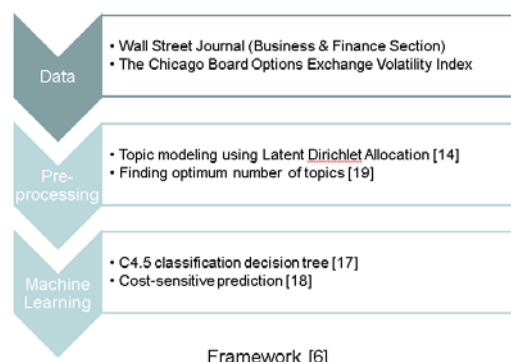 Data
• Wall Street Journal (Business & Finance Section)
• The Chicago Board Options Exchange Volatility Index
Pre-
processing
• Topic modeling using Latent Dirichlet Allocation [14]
• Finding optimum number of topics [19]
Machine
Learning
• C4.5 classification decision tree [17]
• Cost-sensitive prediction [18]
Framework [6]